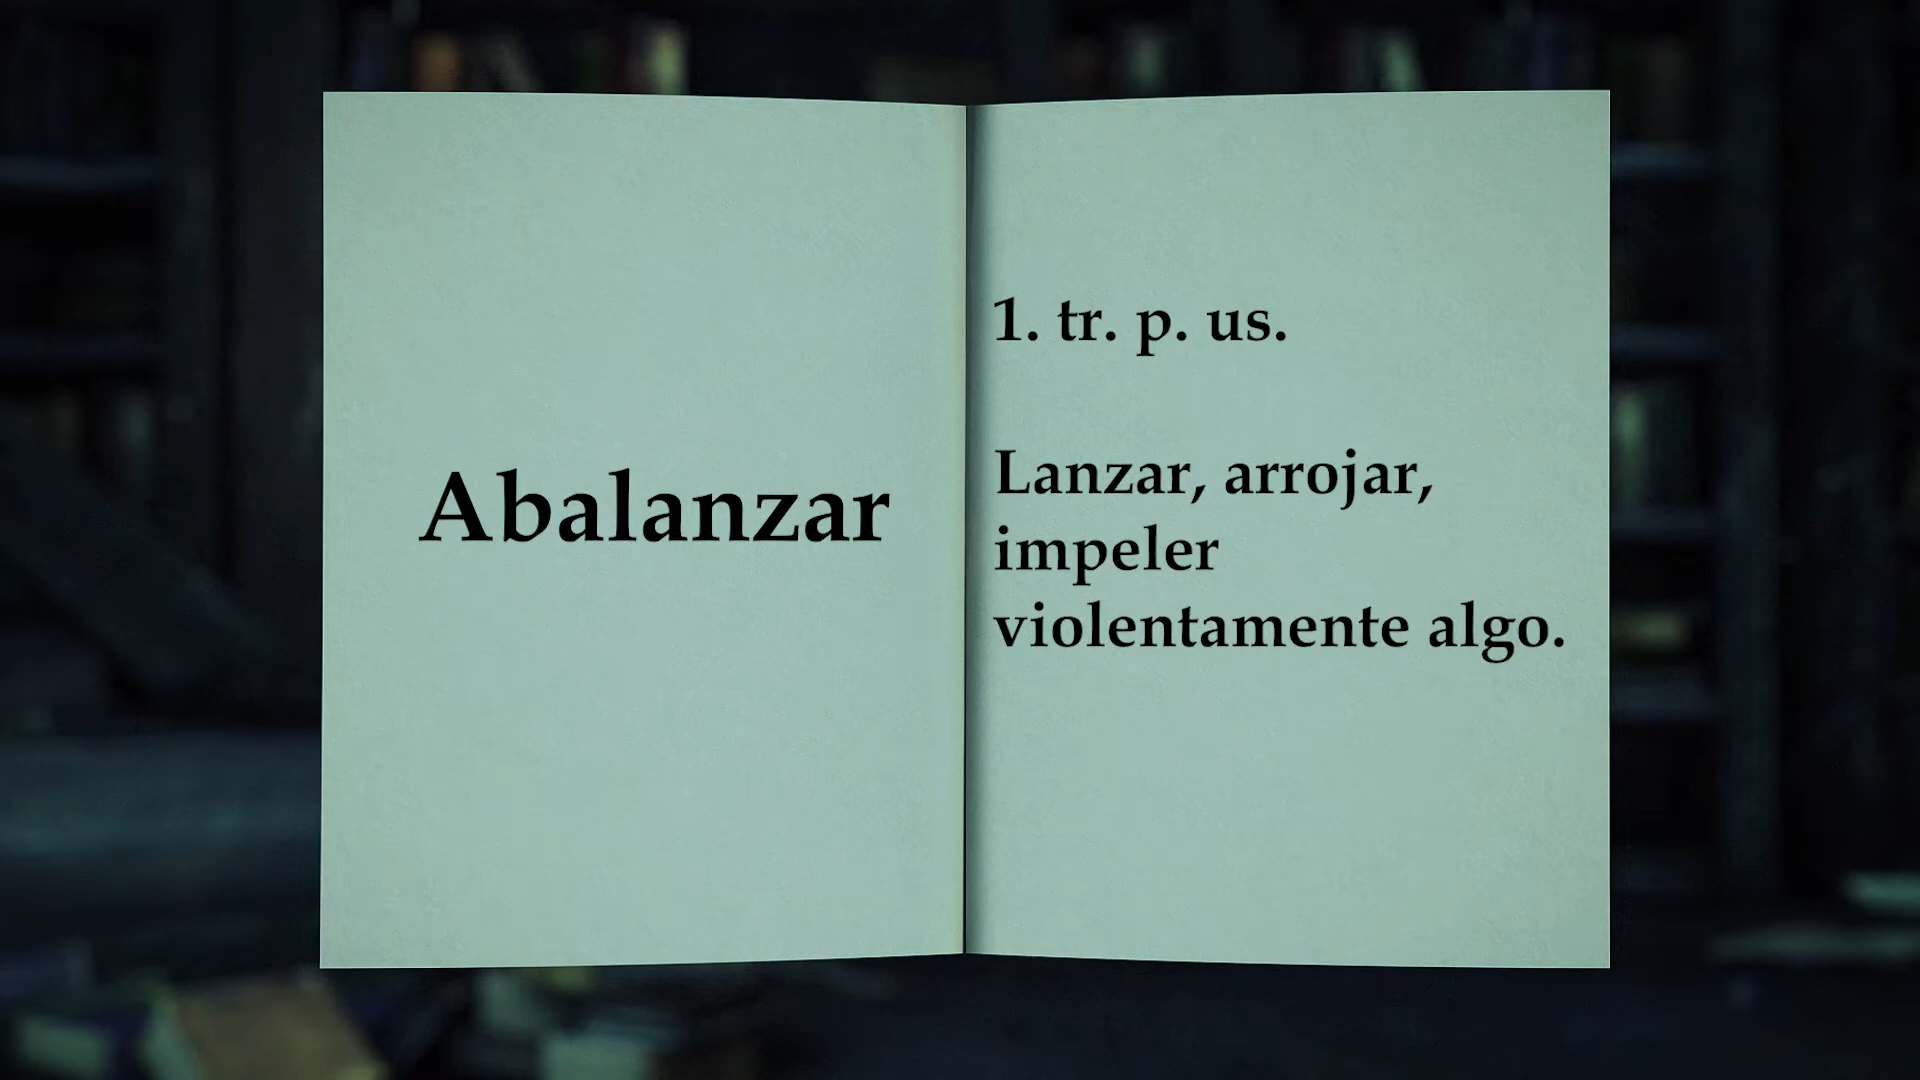 Abalanzar
1. tr. p. us.
Lanzar, arrojar,
impeler
violentamente algo.